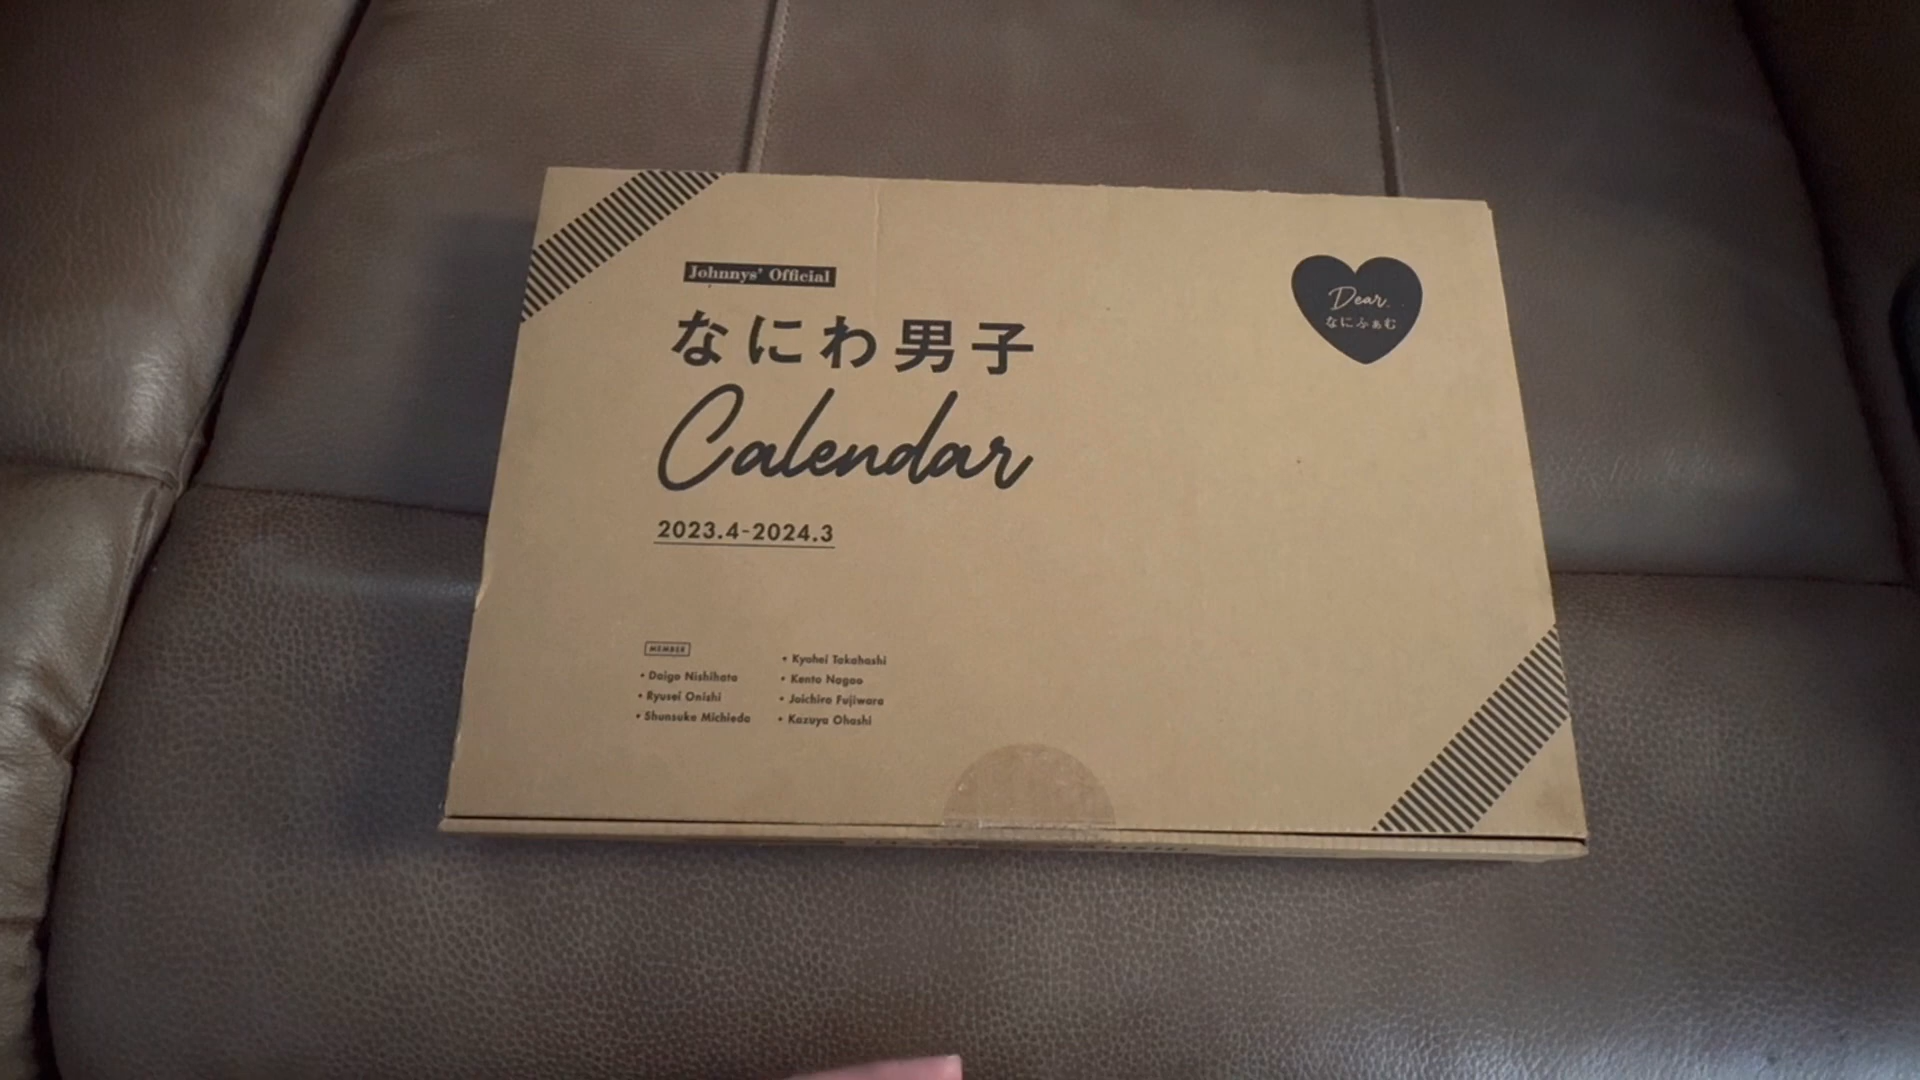 Johnnys' Official
なにわ男子
Calendar
2023.4-2024.3
Dear.
なにふぁむ
MEMBER
• Daigo Nishihata
• Ryusei Onishi
• Shunsuke Michieda
• Kyohei Takahashi
• Kento Nagao
• Joichiro Fujiwara
• Kazuya Ohashi